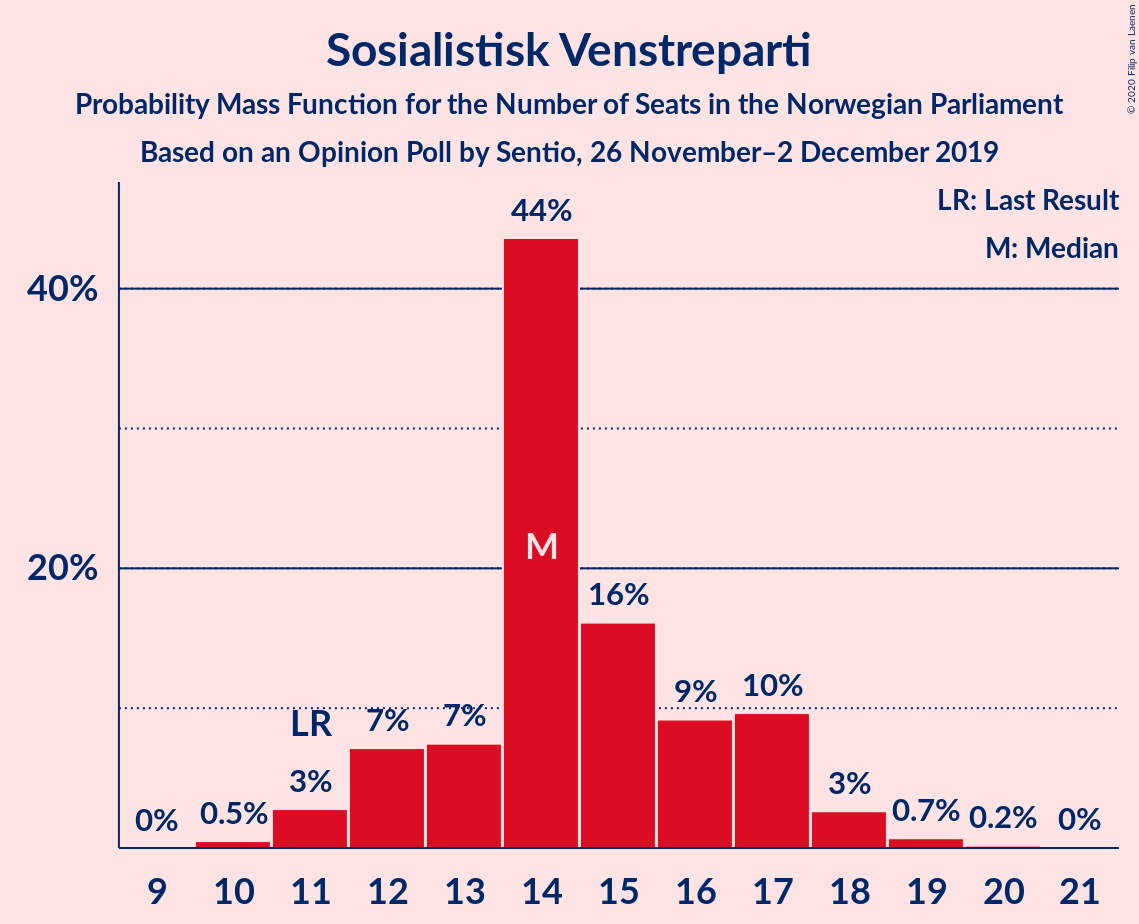 Sosialistisk Venstreparti
Probability Mass Function for the Number of Seats in the Norwegian Parliament
Based on an Opinion Poll by Sentio, 26 November–2 December 2019
© 2020 Filip van Laenen
LR: Last Result
M: Median
44%
40%
M
20%
16%
10%
9%
7%
7%
LR
3%
3%
0%
0.5%
0.7%
0.2%
0%
9 10 11 12 13 14 15 16 17 18 19 20 21